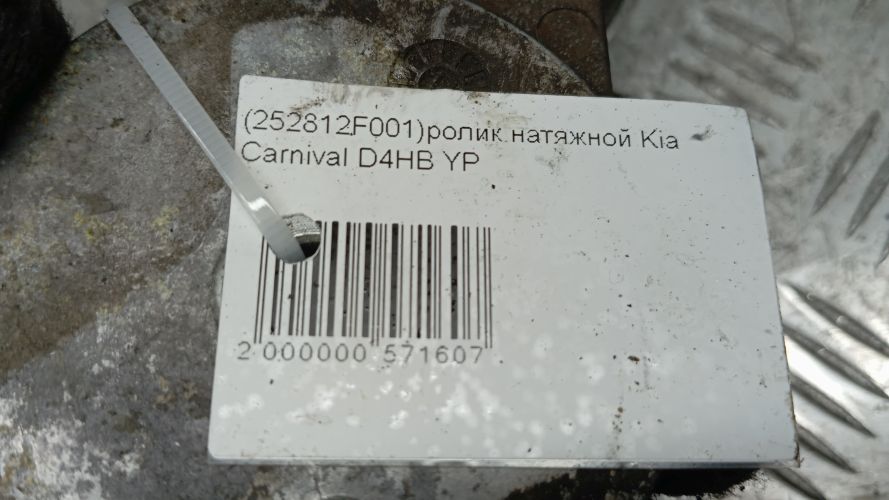 (252812F001)ролик натяжной Kia
Carnival D4HB YP
2 000000 571607